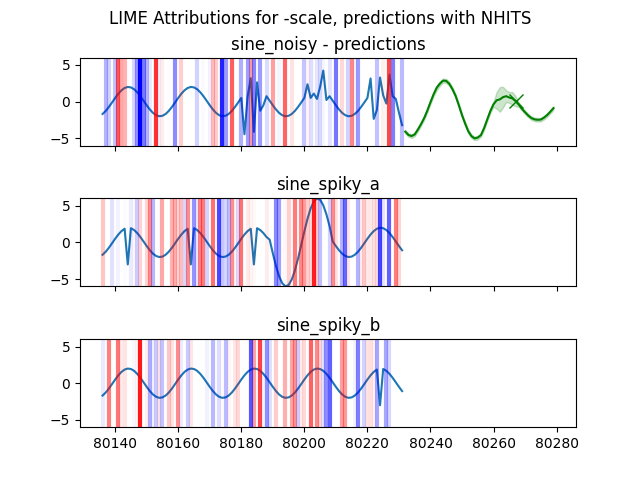 LIME Attributions for -scale, predictions with NHITS
sine_noisy - predictions
5
0
−5
sine_spiky_a
5
0
−5
sine_spiky_b
5
0
−5
80140 80160 80180 80200 80220 80240 80260 80280